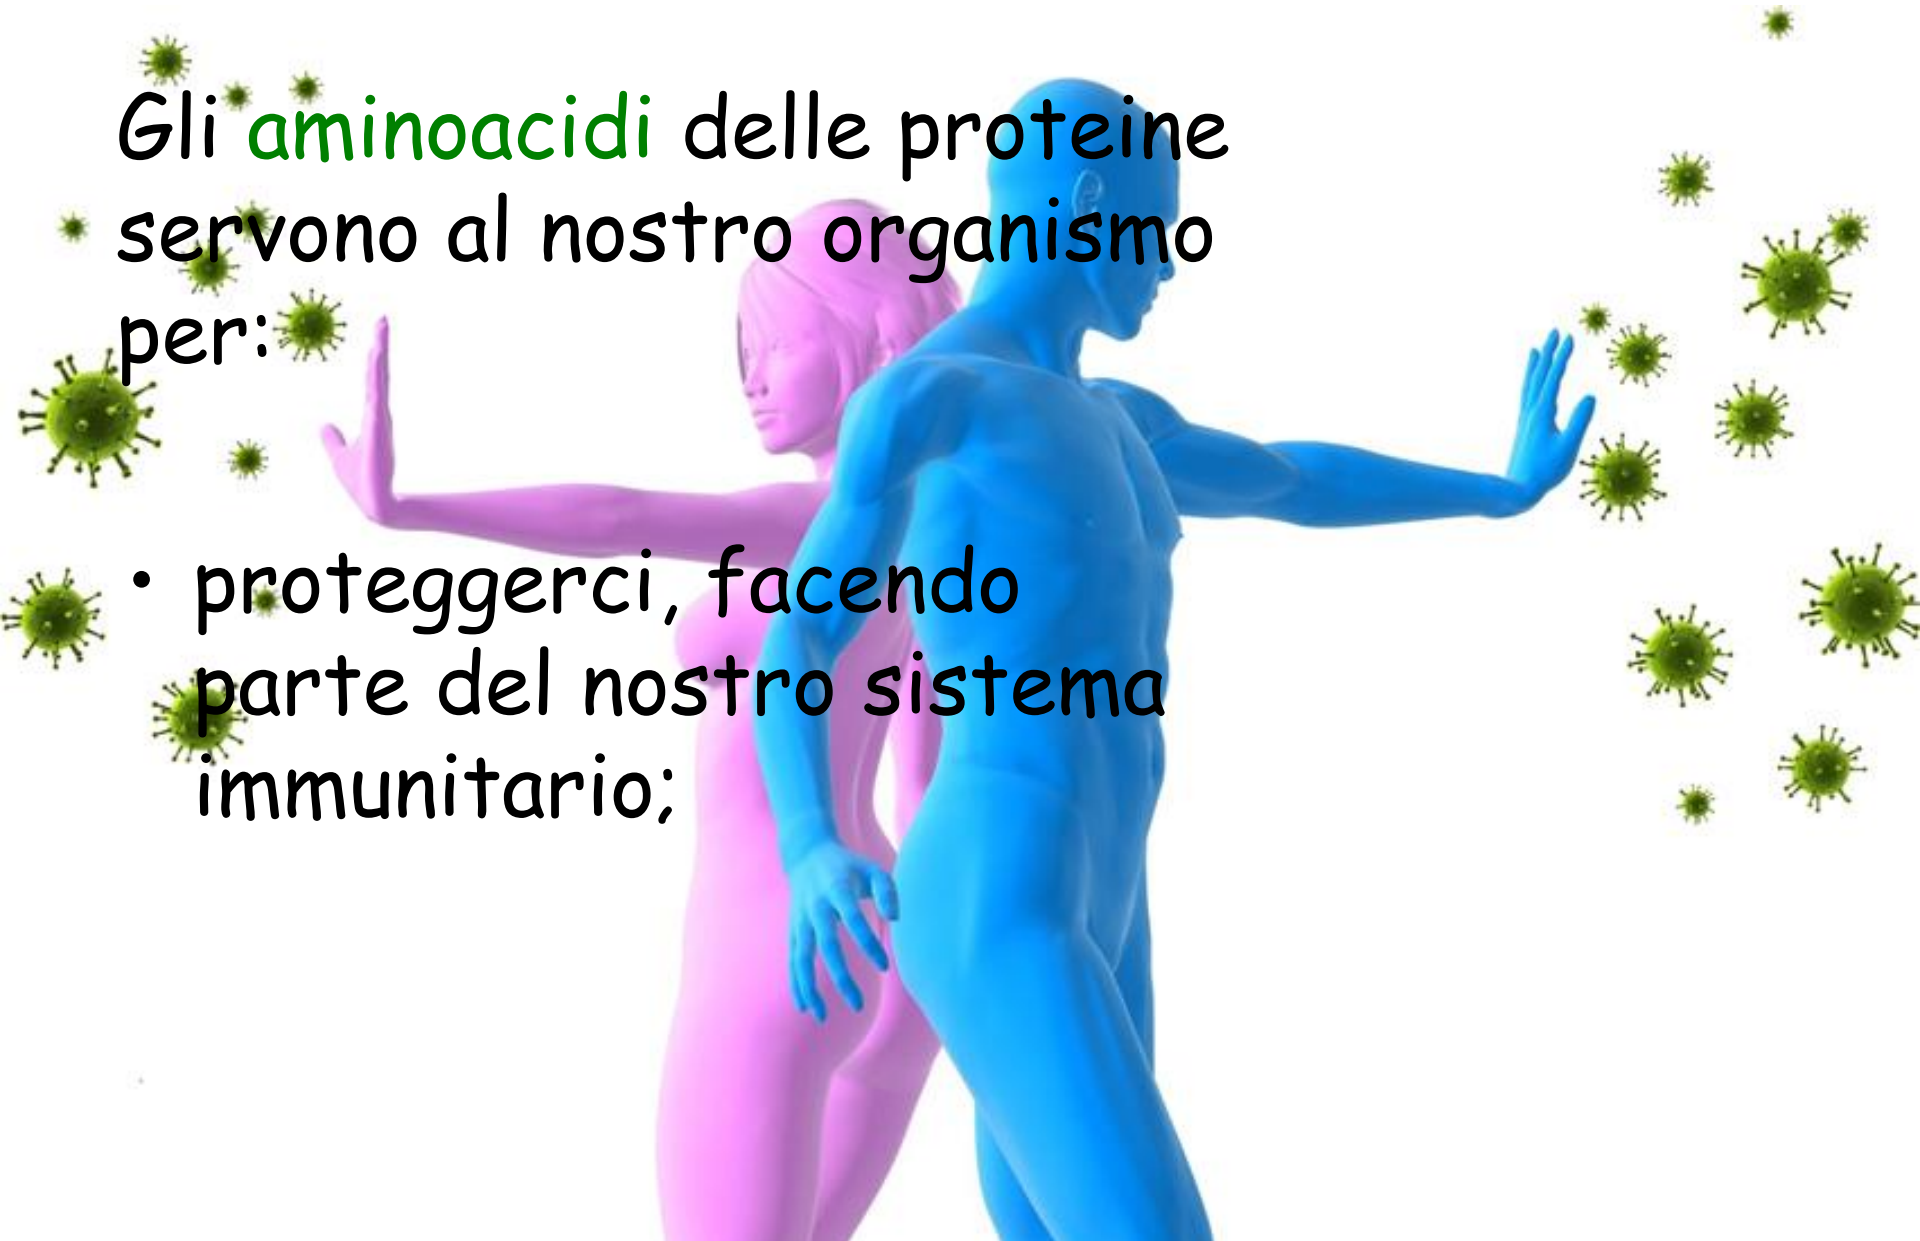 Gli aminoacidi delle proteine
servono al nostro organismo
per:
• proteggerci, facendo
parte del nostro sistema
immunitario;